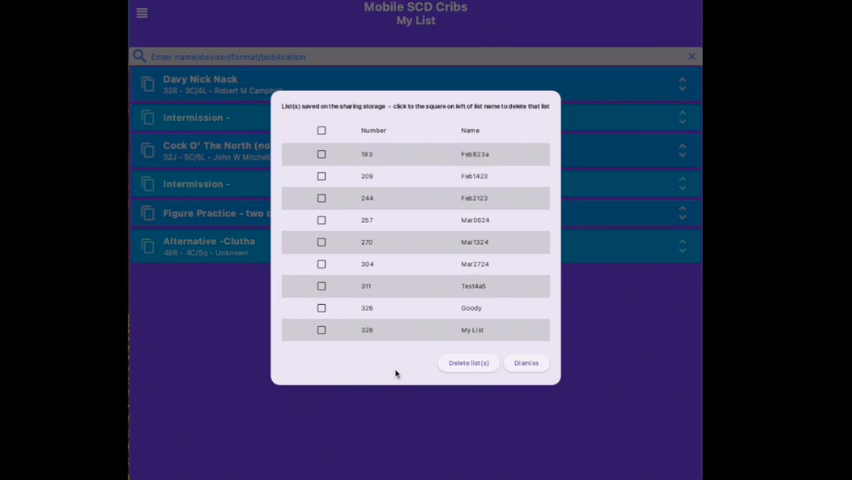 Mobile SCD Cribs
My List
Enter name/devisor/format/publication
Davy Nick Nack
32R - 3C/4L - Robert M Campb
Intermission -
Cock O' The North (no
32J - 5C/5L - John W Mitchell
Intermission -
Figure Practice - two c
Alternative -Clutha
48R - 4C/Sq - Unknown
List(s) saved on the sharing storage - click to the square on left of list name to delete that list
Number Name
183 Feb823a
209 Feb1423
244 Feb2123
257 Mar0624
270 Mar1324
304 Mar2724
311 Test4a5
326 Goody
328 My List
Delete list(s) Dismiss